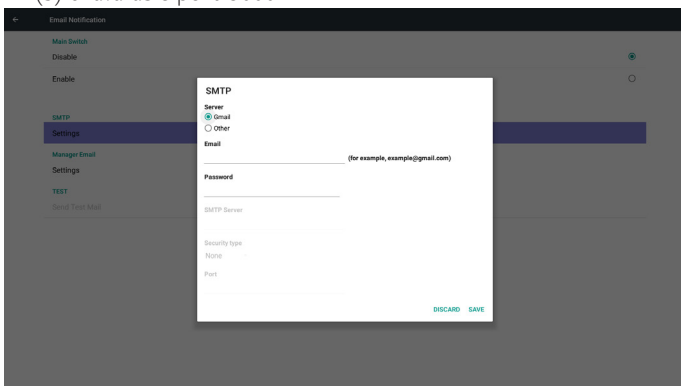 Email Notification
Main Switch
Disable
Enable
SMTP
Settings
Manager Email
Settings
TEST
Send Test Mail
SMTP
Server
Gmail
Other
Email
(for example, example@gmail.com)
Password
SMTP Server
Security type
None
Port
DISCARD SAVE